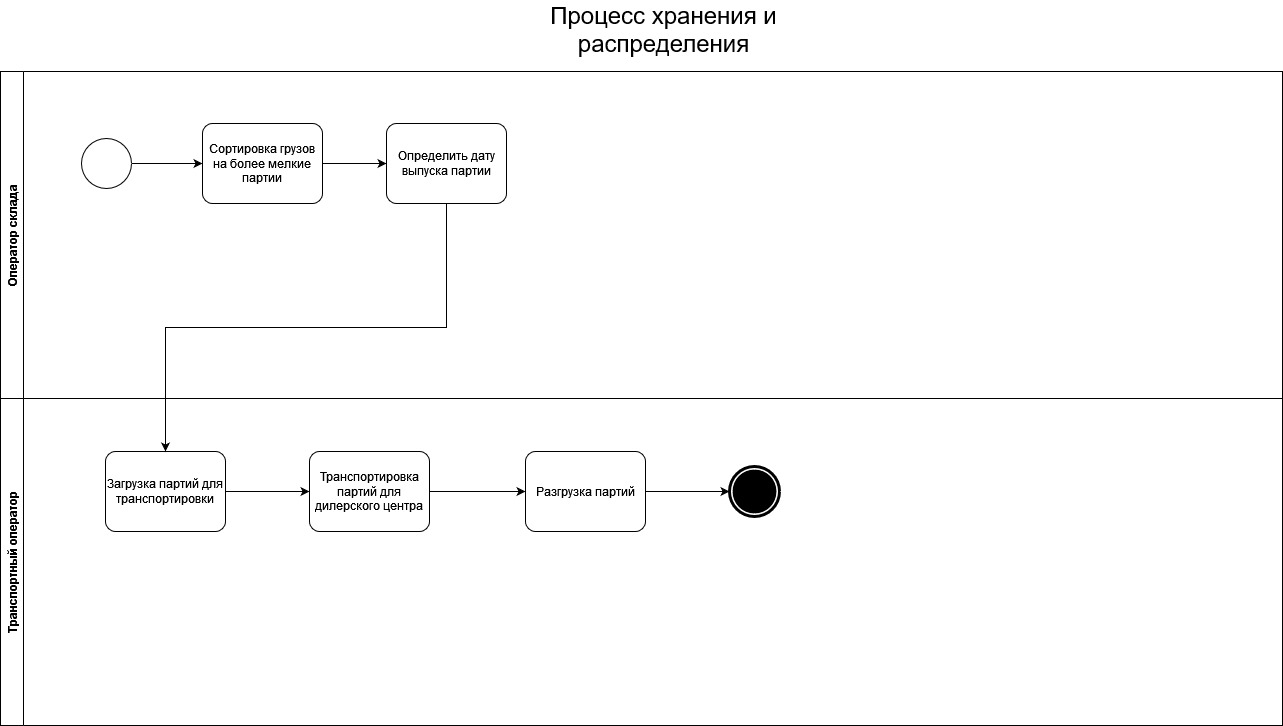 Процесс хранения и
распределения
Оператор склада
Сортировка грузов
на более мелкие
партии
Определить дату
выпуска партии
Транспортный оператор
Загрузка партий для
транспортировки
Транспортировка
партий для
дилерского центра
Разгрузка партий